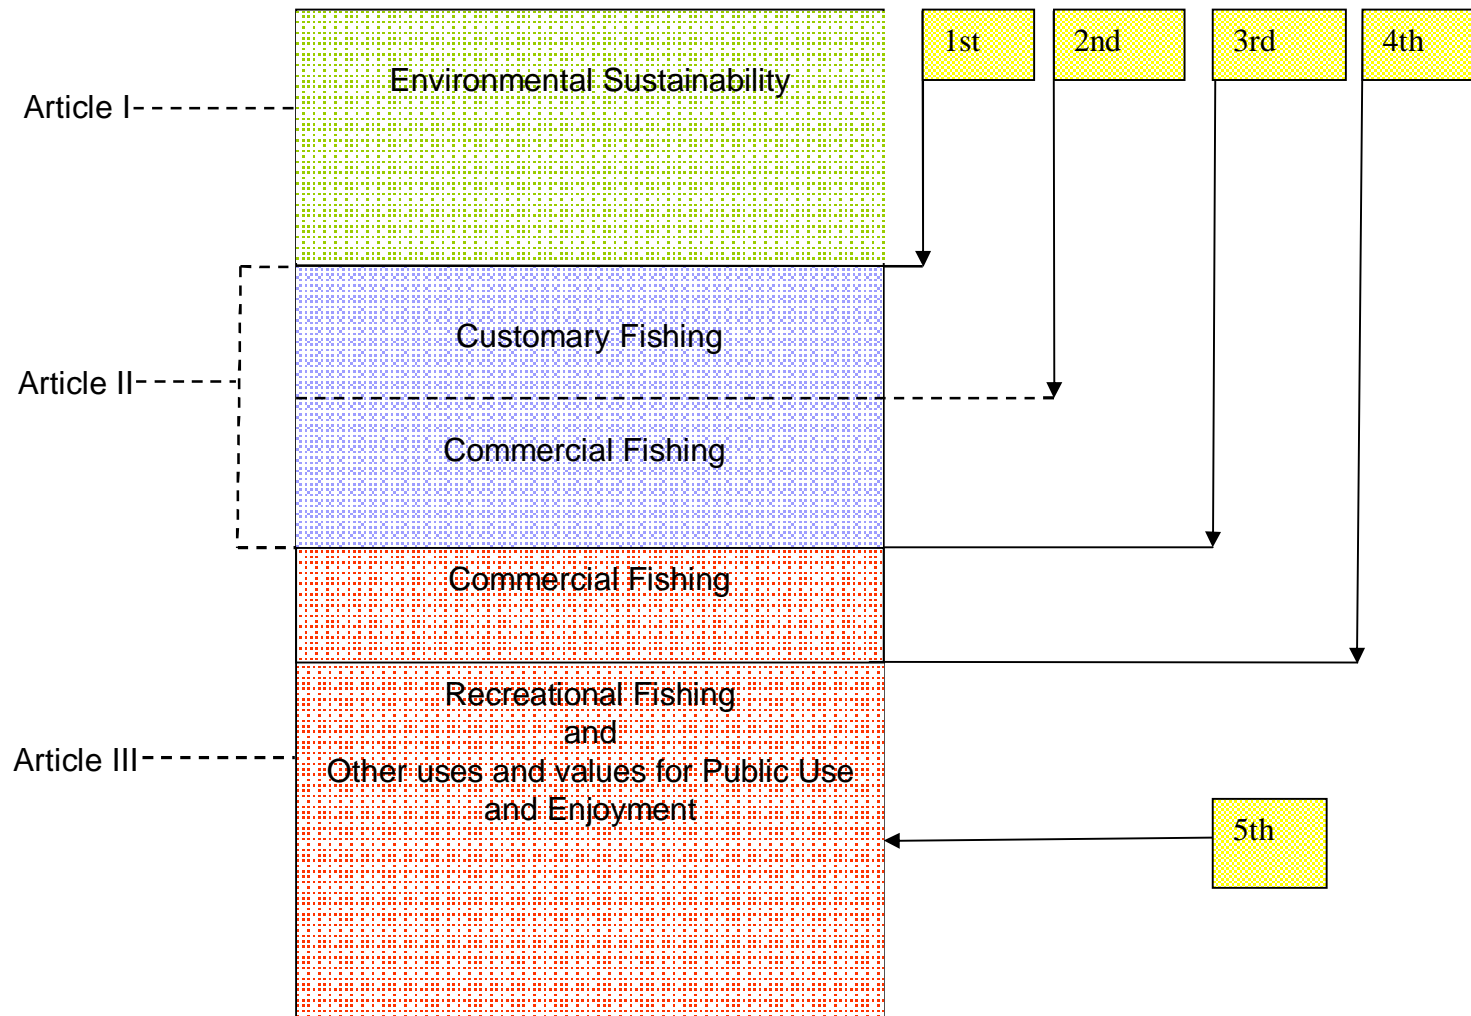 1st
2nd
3rd
4th
Environmental Sustainability
Article I
Customary Fishing
Article II
Commercial Fishing
Commercial Fishing
Recreational Fishing
and
Article III
Other uses and values for Public Use
and Enjoyment
5th